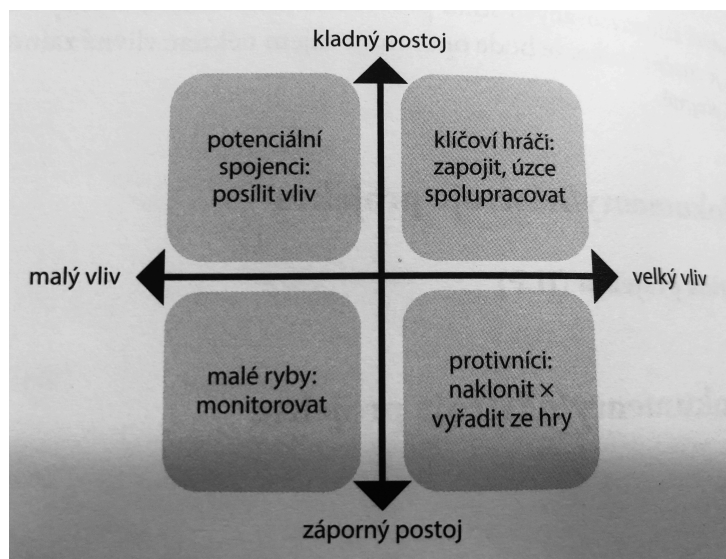 kladný postoj
potenciální
spojenci:
posílit vliv
klíčoví hráči:
zapojit, úzce
spolupracovat
malý vliv
velký vliv
malé ryby:
monitorovat
protivníci:
naklonit ×
vyřadit ze hry
záporný postoj